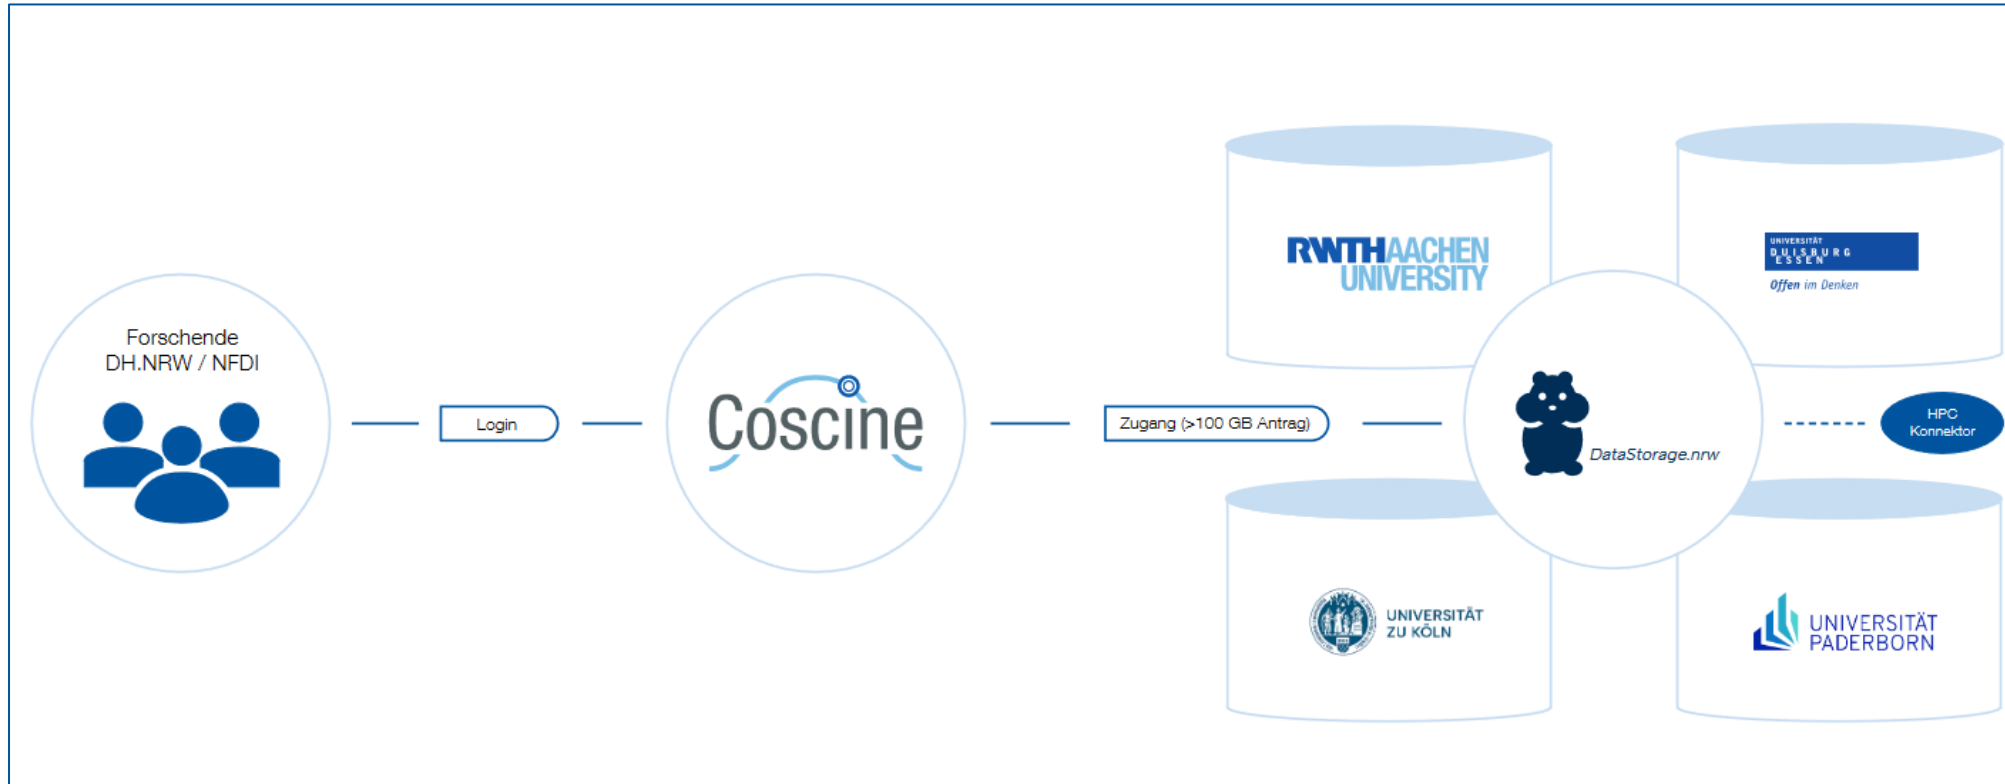 Forschende
DH.NRW / NFDI
Login
Coscine
Zugang (>100 GB Antrag)
RWTHAACHEN
UNIVERSITY
UNIVERSITÄT
DUISBURG
ESSEN
Offen im Denken
DataStorage.nrw
HPC
Konnektor
UNIVERSITÄT
ZU KÖLN
UNIVERSITÄT
PADERBORN